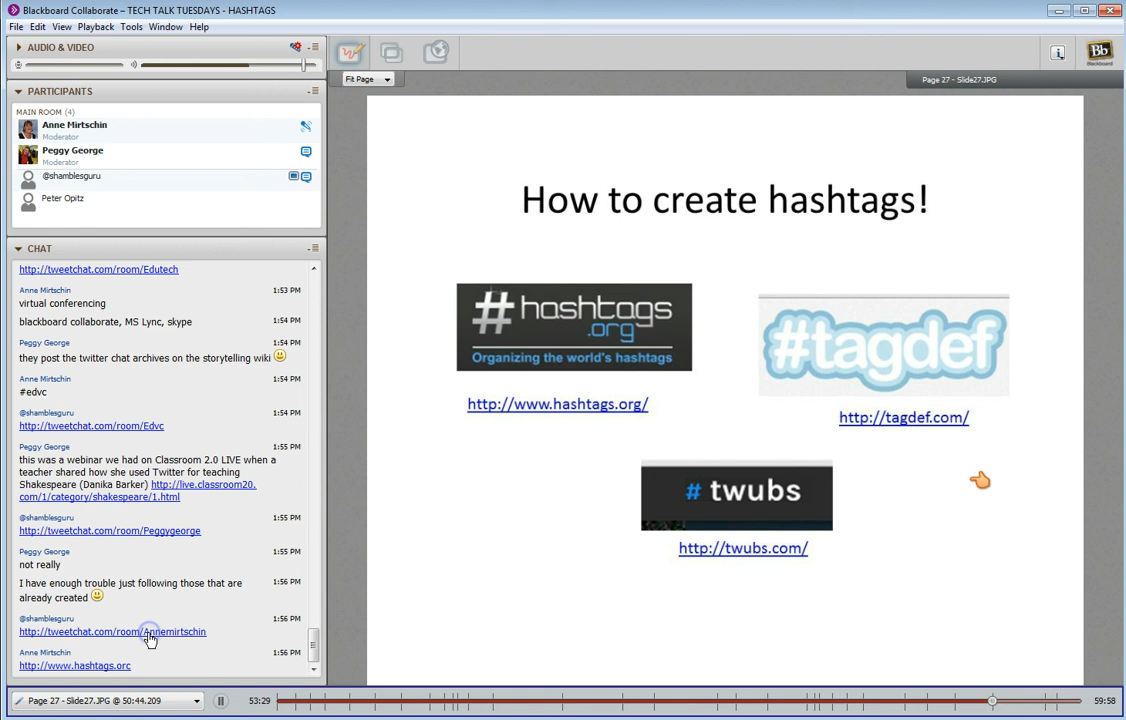 Blackboard Collaborate – TECH TALK TUESDAYS - HASHTAGS
File Edit View Playback Tools Window Help
AUDIO & VIDEO
PARTICIPANTS
MAIN ROOM (4)
Anne Mirtschin
Moderator
Peggy George
Moderator
@shamblesguru
Peter Opitz
CHAT
http://tweetchat.com/room/Edutech
Anne Mirtschin 1:53 PM
virtual conferencing
blackboard collaborate, MS Lync, skype 1:54 PM
Peggy George 1:54 PM
they post the twitter chat archives on the storytelling wiki
Anne Mirtschin 1:54 PM
#edvc
@shamblesguru 1:54 PM
http://tweetchat.com/room/Edvc
Peggy George 1:55 PM
this was a webinar we had on Classroom 2.0 LIVE when a
teacher shared how she used Twitter for teaching
Shakespeare (Danika Barker) http://live.classroom20.
com/1/category/shakespeare/1.html
@shamblesguru 1:55 PM
http://tweetchat.com/room/Peggygeorge
Peggy George 1:55 PM
not really
I have enough trouble just following those that are 1:56 PM
already created
@shamblesguru 1:56 PM
http://tweetchat.com/room/Annemirtschin
Anne Mirtschin 1:56 PM
http://www.hashtags.orc
Fit Page
Page 27 - Slide27.JPG
Bb
Blackboard
How to create hashtags!
# hashtags
.org
Organizing the world's hashtags
http://www.hashtags.org/
#tagdef
http://tagdef.com/
# twubs
http://twubs.com/
Page 27 - Slide27.JPG @ 50:44.209
53:29
59:58